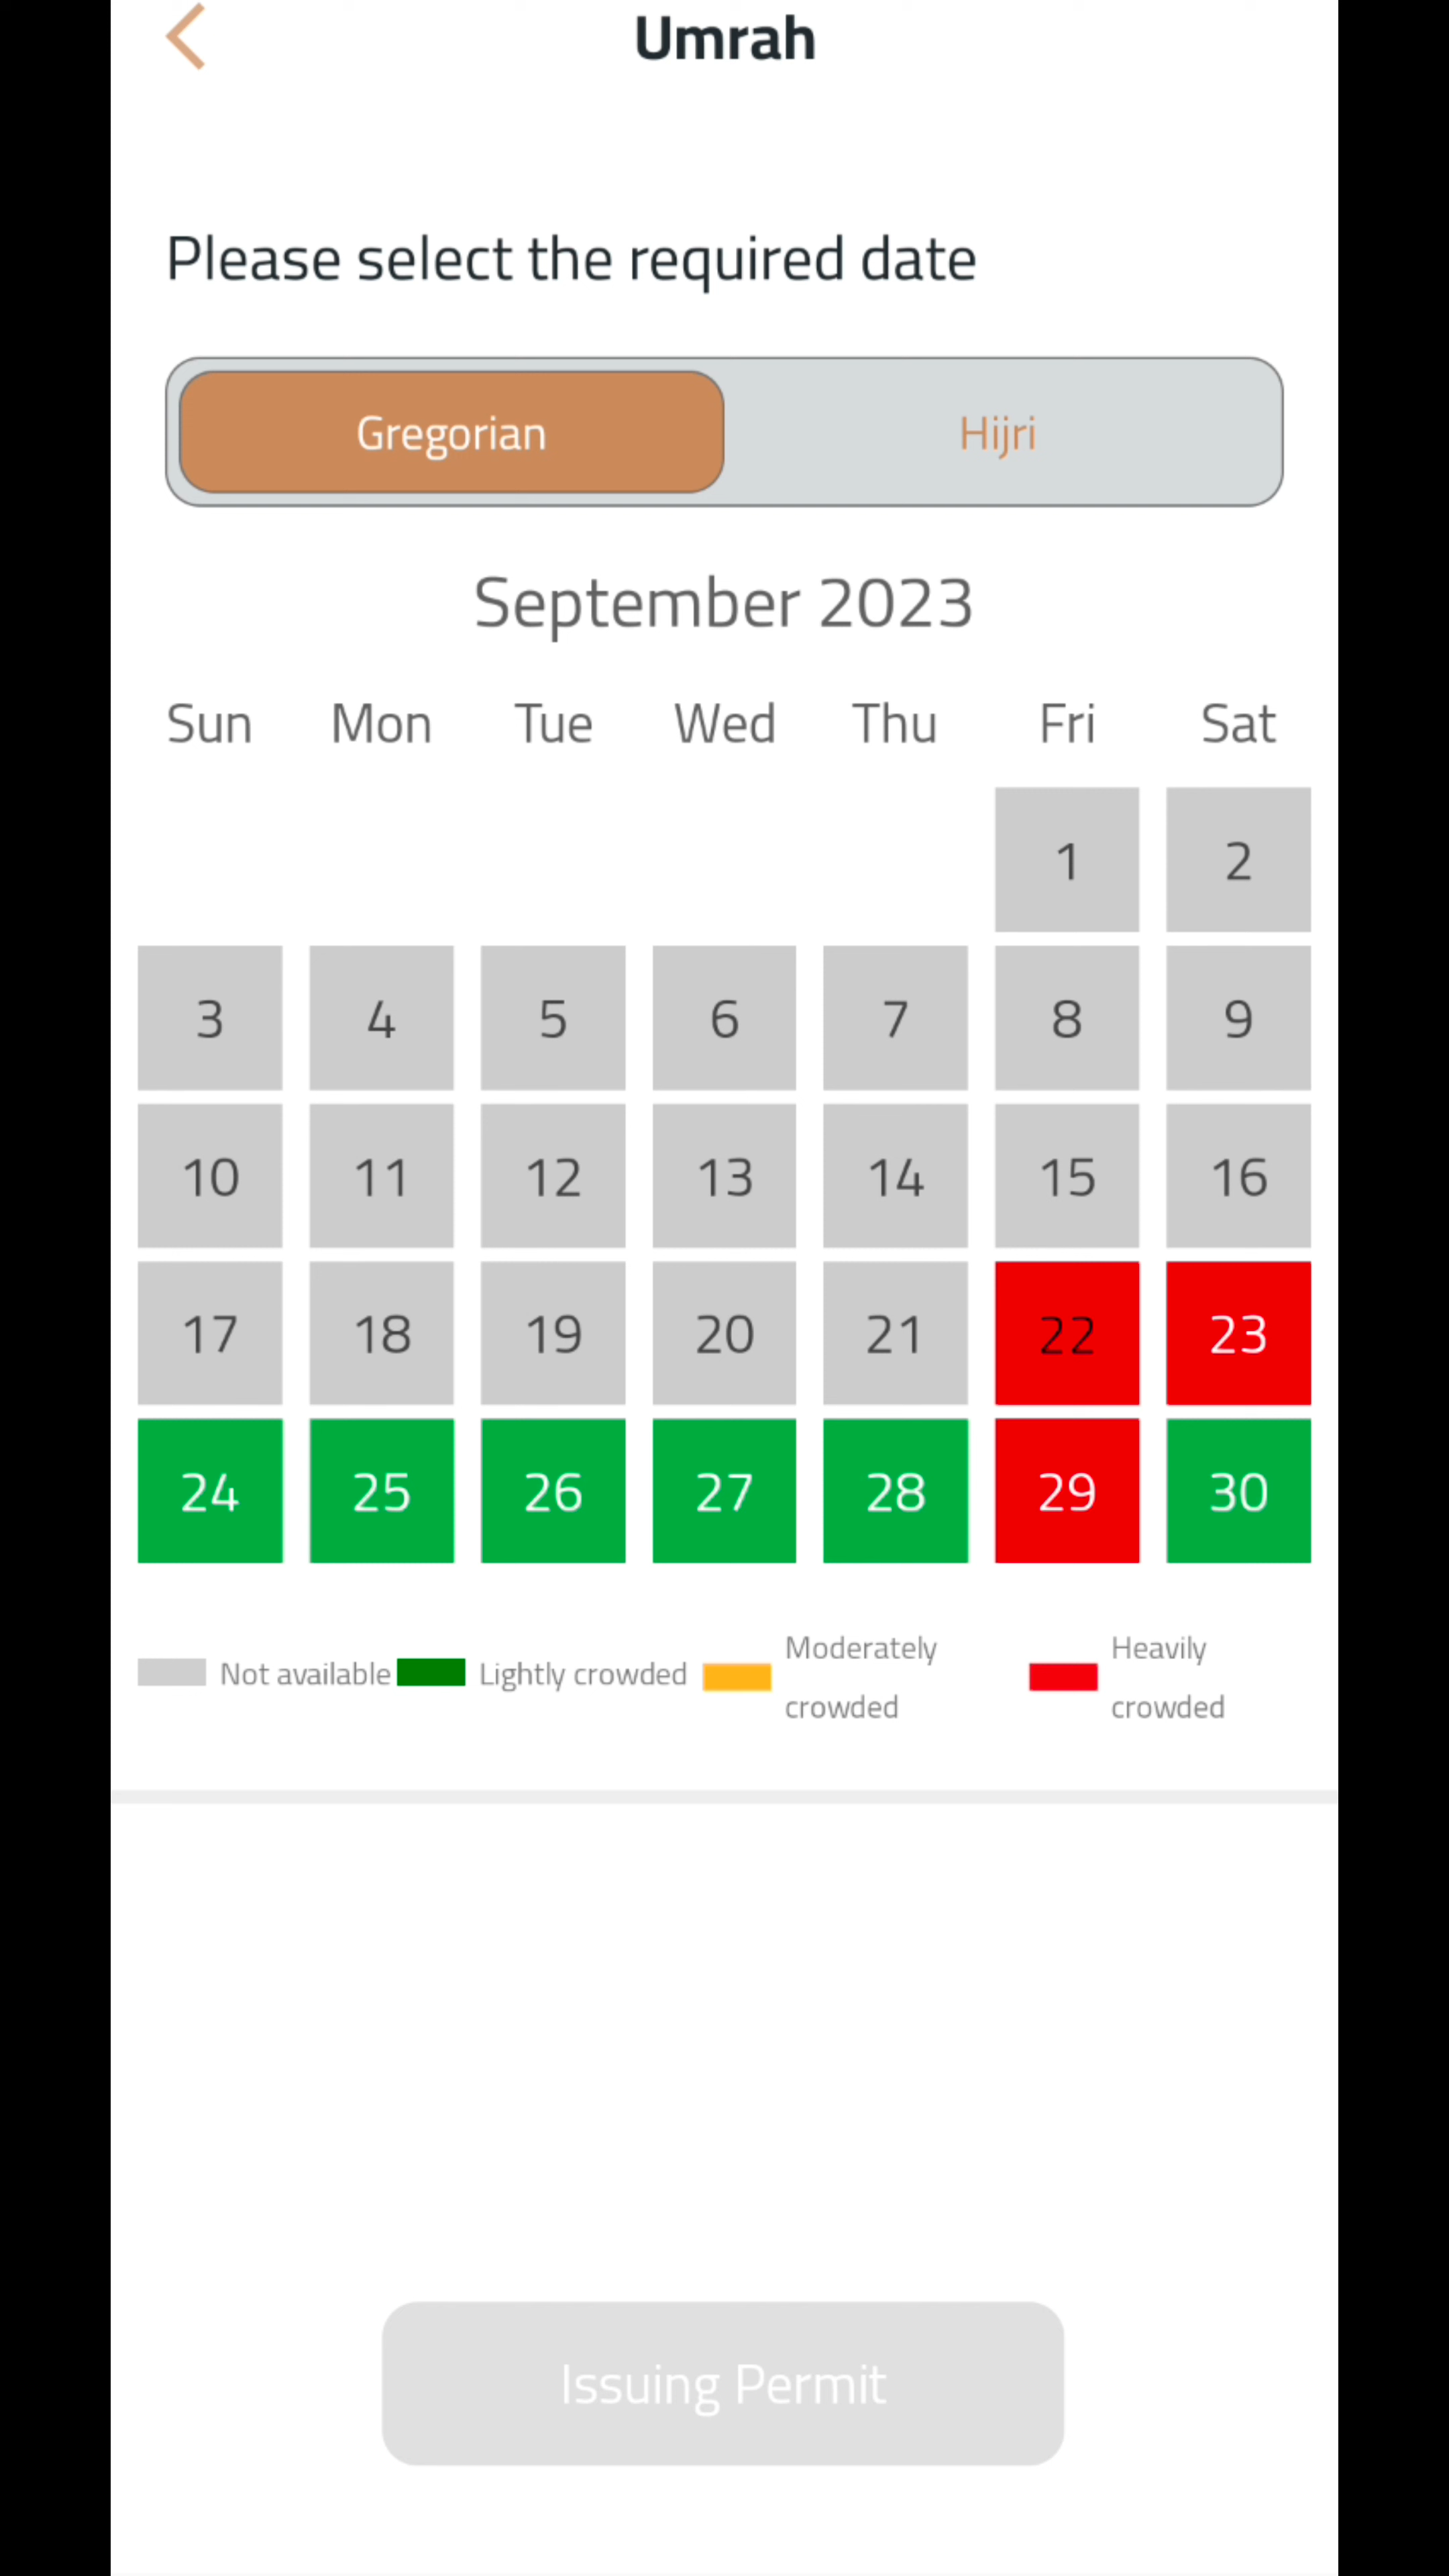 Umrah
Please select the required date
Gregorian Hijri
September 2023
Sun Mon Tue Wed Thu Fri Sat
1 2
3 4 5 6 7 8 9
10 11 12 13 14 15 16
17 18 19 20 21 22 23
24 25 26 27 28 29 30
Not available Lightly crowded Moderately crowded Heavily crowded
Issuing Permit